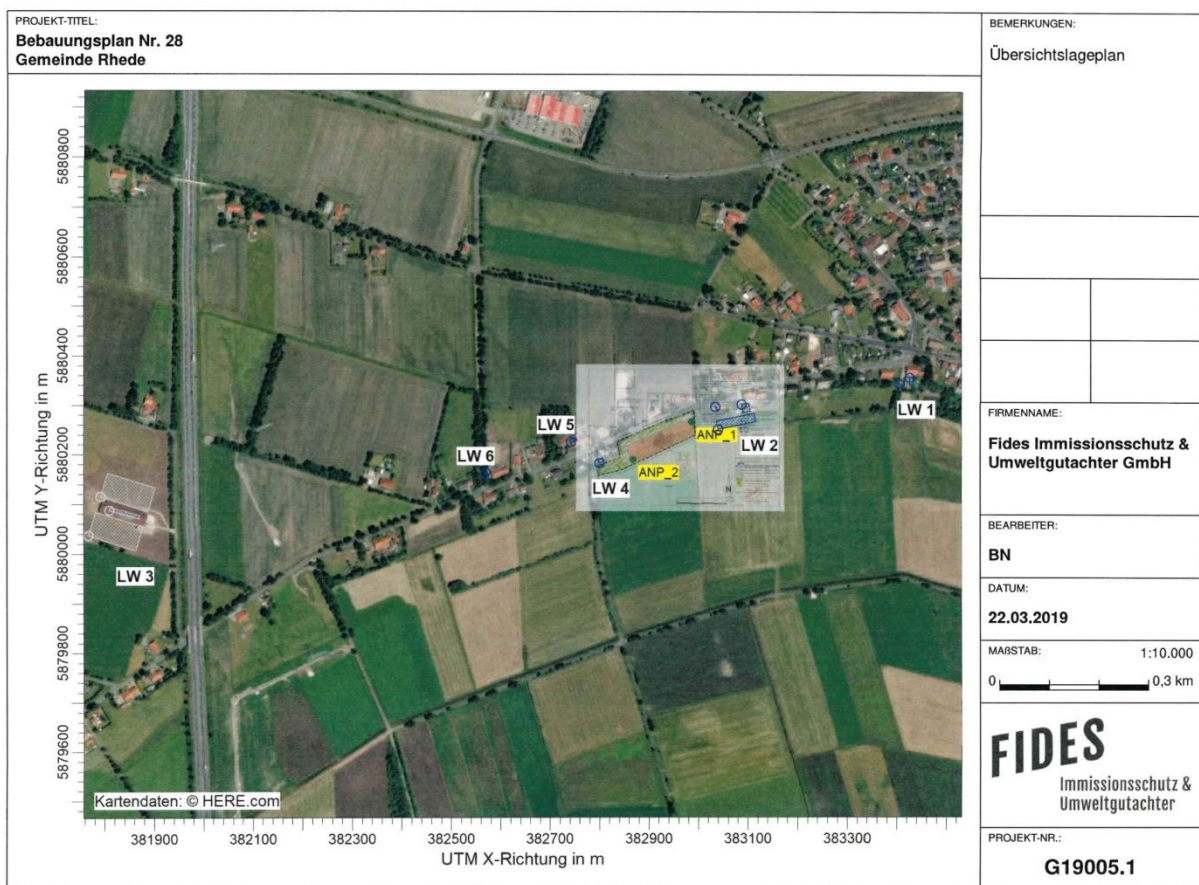 PROJEKT-TITEL:
Bebauungsplan Nr. 28
Gemeinde Rhede
BEMERKUNGEN:
Übersichtslageplan
5880800
5880600
5880400
5880200
5880000
5879800
5879600
UTM Y-Richtung in m
LW 1
LW 2
LW 3
LW 4
LW 5
LW 6
ANP_1
ANP_2
N
Kartendaten: © HERE.com
381900
382100
382300
382500
382700
382900
383100
383300
UTM X-Richtung in m
FIRMENNAME:
Fides Immissionsschutz &
Umweltgutachter GmbH
BEARBEITER:
BN
DATUM:
22.03.2019
MAßSTAB:
1:10.000
0
0,3 km
FIDES
Immissionsschutz &
Umweltgutachter
PROJEKT-NR.:
G19005.1